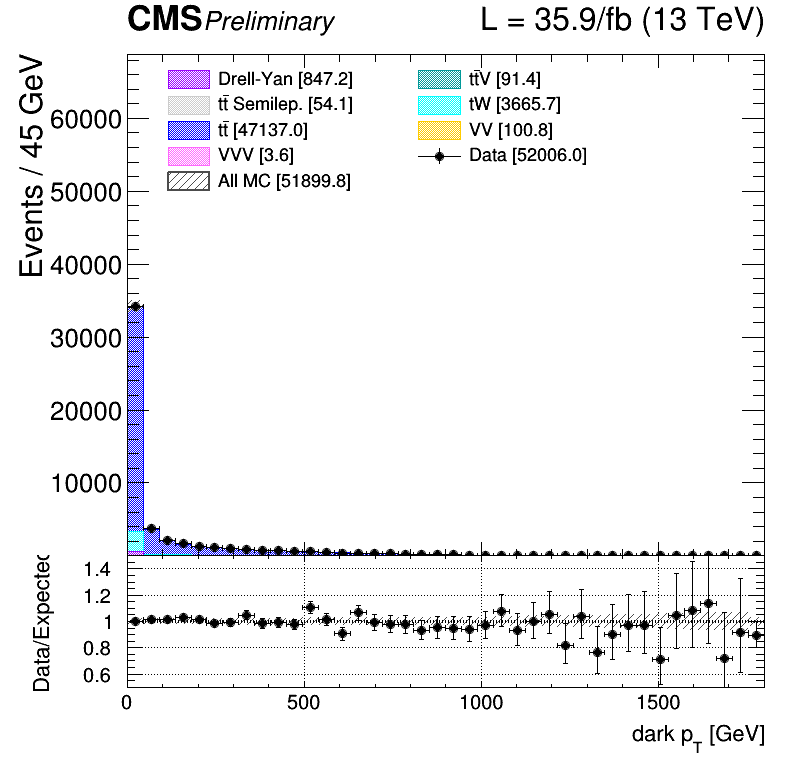 CMS Preliminary L = 35.9/fb (13 TeV)
Events / 45 GeV
Drell-Yan [847.2]
tt̄ Semilep. [54.1]
tt̄ [47137.0]
VVV [3.6]
All MC [51899.8]
tt̄V [91.4]
tW [3665.7]
VV [100.8]
Data [52006.0]
60000
50000
40000
30000
20000
10000
Data/Expected
1.4
1.2
1
0.8
0.6
0 500 1000 1500
dark p_T [GeV]